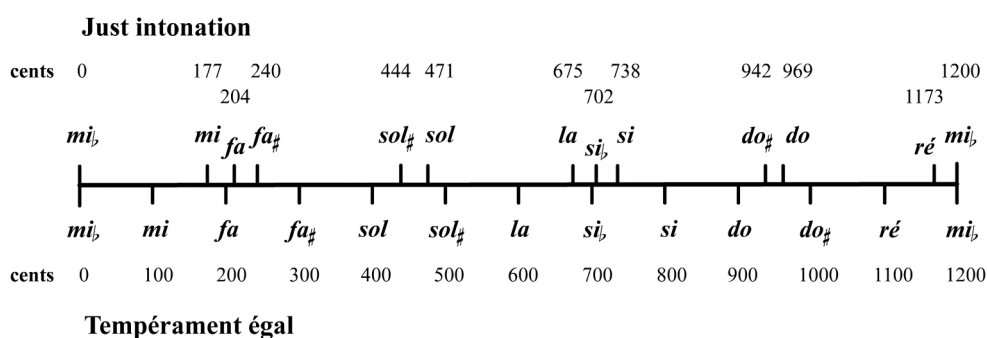 Just intonation
cents 0 177 240 444 471 675 738 942 969 1200
204 702 1173
mi♭ mi fa fa♯ sol♯ sol la si♭ si do♯ do ré mi♭
mi♭ mi fa fa♯ sol sol♯ la si♭ si do do♯ ré mi♭
cents 0 100 200 300 400 500 600 700 800 900 1000 1100 1200
Tempérament égal